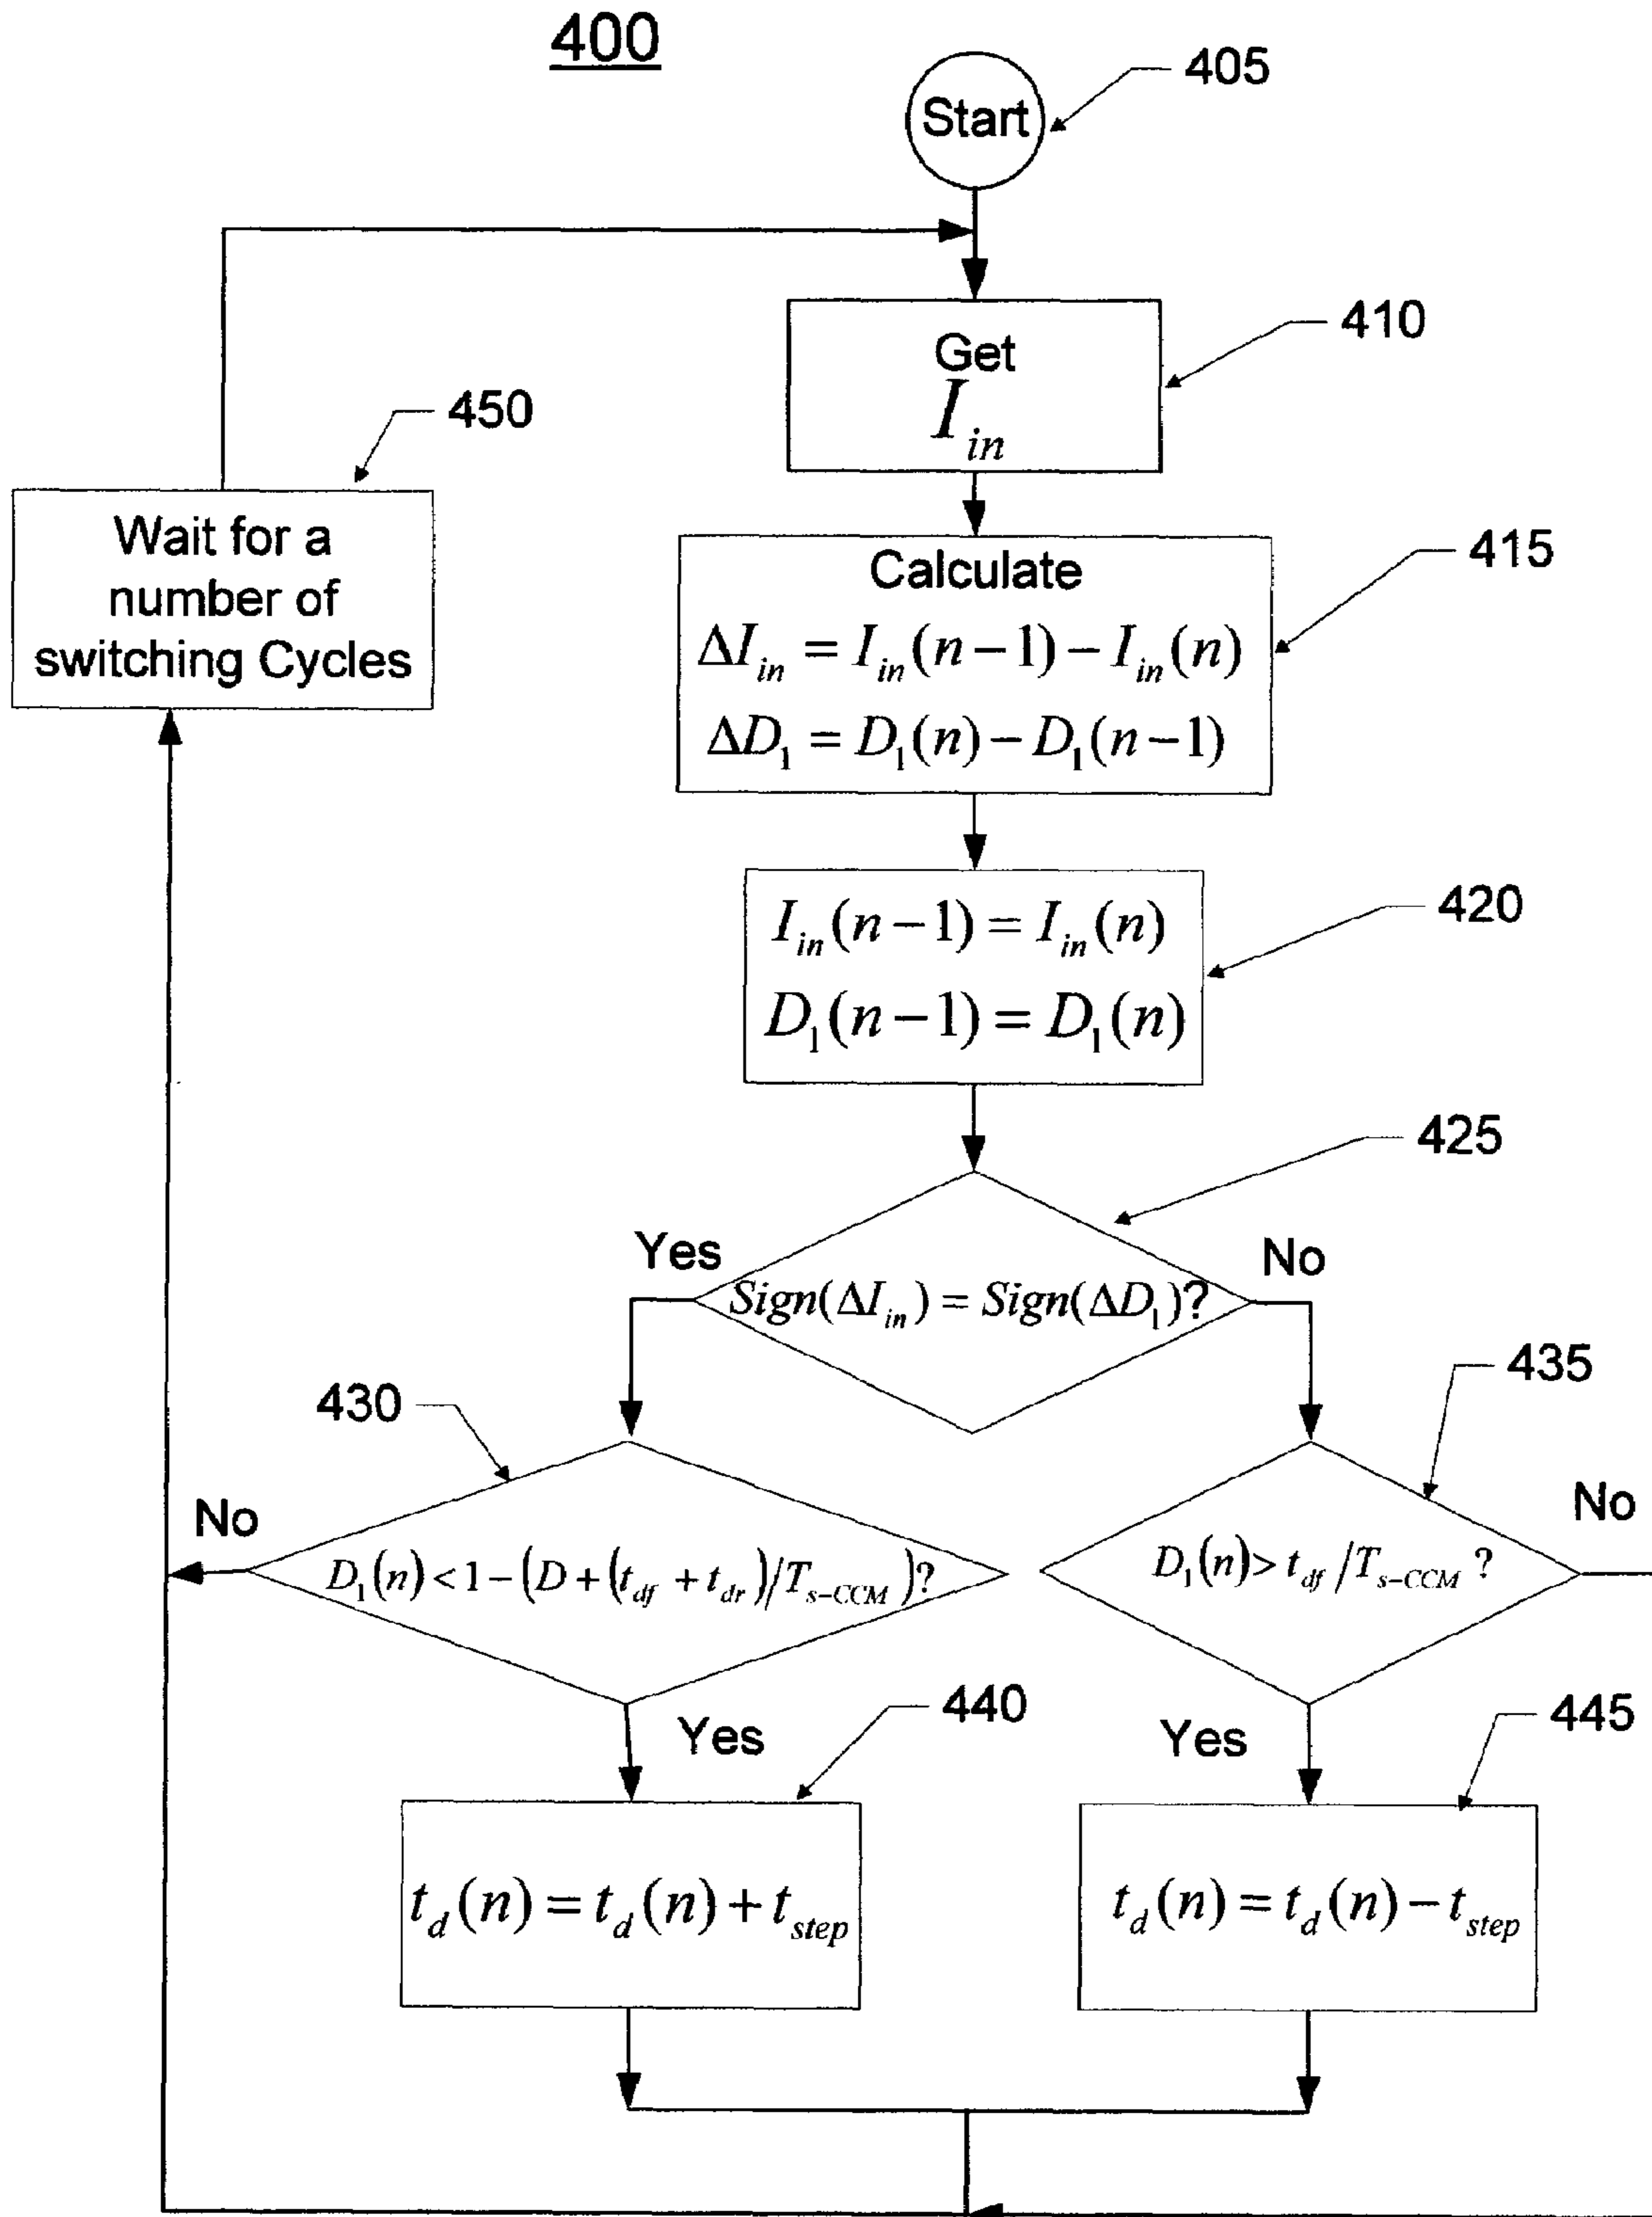 400
Start
405
Get
I_in
410
450
Wait for a
number of
switching Cycles
Calculate
ΔI_in = I_in(n−1)−I_in(n)
ΔD_1 = D_1(n)−D_1(n−1)
415
I_in(n−1) = I_in(n)
D_1(n−1) = D_1(n)
420
425
Yes
No
Sign(ΔI_in) = Sign(ΔD_1)?
430
435
No
D_1(n) < 1−(D+(t_df + t_dr)/T_s−CCM)?
D_1(n) > t_df/T_s−CCM ?
No
Yes
440
Yes
445
t_d(n) = t_d(n)+t_step
t_d(n) = t_d(n)−t_step